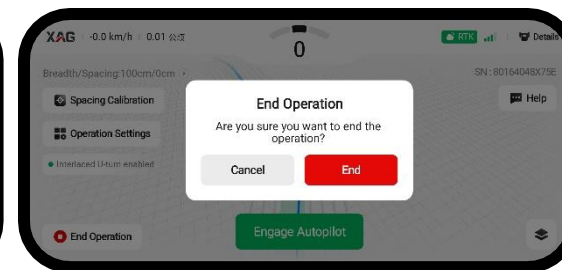 XAG -0.0 km/h 0.01 公顷
0
RTK Details
Breadth/Spacing:100cm/0cm
SN:80164048X75E
Spacing Calibration
Help
Operation Settings
Interlaced U-turn enabled
End Operation
Are you sure you want to end the
operation?
Cancel End
End Operation
Engage Autopilot